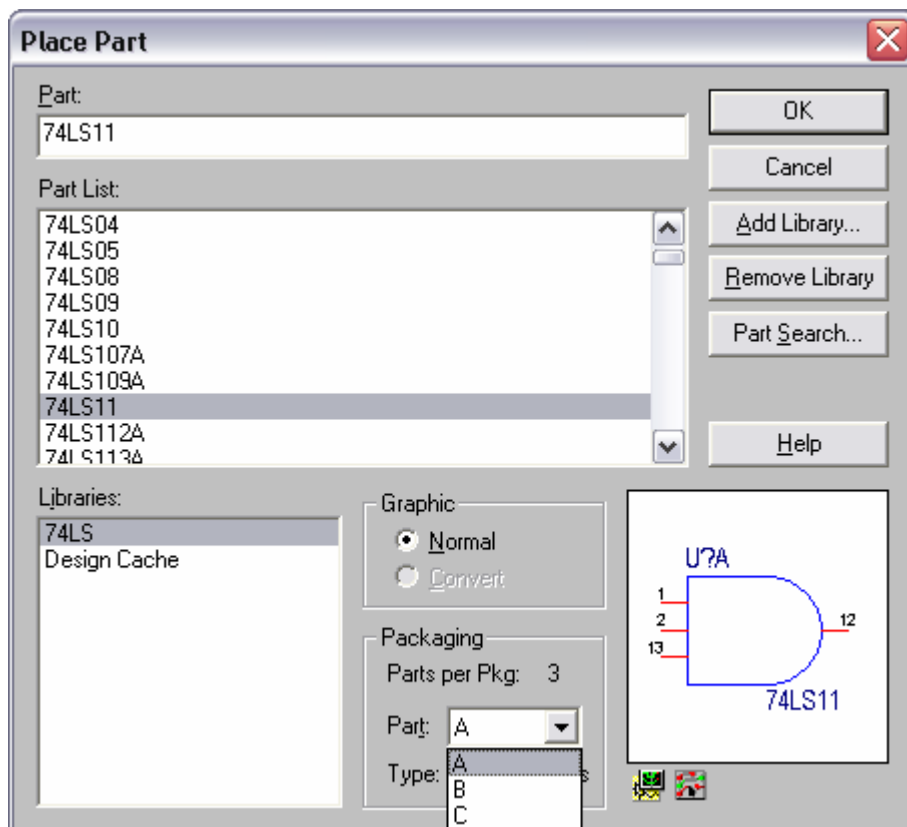 Place Part
Part:
74LS11
Part List:
74LS04
74LS05
74LS08
74LS09
74LS10
74LS107A
74LS109A
74LS11
74LS112A
74LS113A
OK
Cancel
Add Library...
Remove Library
Part Search...
Help
Libraries:
74LS
Design Cache
Graphic
Normal
Convert
Packaging
Parts per Pkg: 3
Part: A
Type:
A
B
C
U?A
1
2
13
12
74LS11